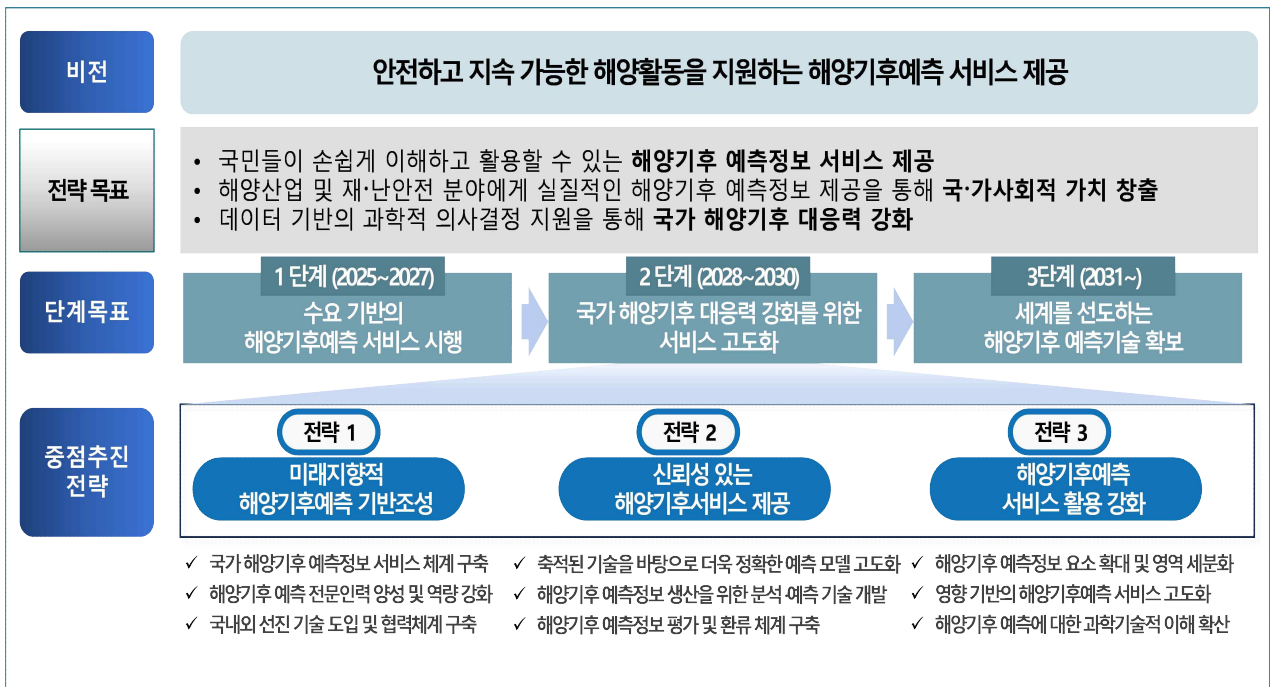 비전
안전하고 지속 가능한 해양활동을 지원하는 해양기후예측 서비스 제공
전략 목표
• 국민들이 손쉽게 이해하고 활용할 수 있는 해양기후 예측정보 서비스 제공
• 해양산업 및 재·난안전 분야에게 실질적인 해양기후 예측정보 제공을 통해 국·가사회적 가치 창출
• 데이터 기반의 과학적 의사결정 지원을 통해 국가 해양기후 대응력 강화
단계목표
1 단계 (2025~2027)
수요 기반의
해양기후예측 서비스 시행
2 단계 (2028~2030)
국가 해양기후 대응력 강화를 위한
서비스 고도화
3단계 (2031~)
세계를 선도하는
해양기후 예측기술 확보
중점추진
전략
전략 1
미래지향적
해양기후예측 기반조성
전략 2
신뢰성 있는
해양기후서비스 제공
전략 3
해양기후예측
서비스 활용 강화
✓ 국가 해양기후 예측정보 서비스 체계 구축
✓ 해양기후 예측 전문인력 양성 및 역량 강화
✓ 국내외 선진 기술 도입 및 협력체계 구축
✓ 축적된 기술을 바탕으로 더욱 정확한 예측 모델 고도화
✓ 해양기후 예측정보 생산을 위한 분석·예측 기술 개발
✓ 해양기후 예측정보 평가 및 환류 체계 구축
✓ 해양기후 예측정보 요소 확대 및 영역 세분화
✓ 영향 기반의 해양기후예측 서비스 고도화
✓ 해양기후 예측에 대한 과학기술적 이해 확산